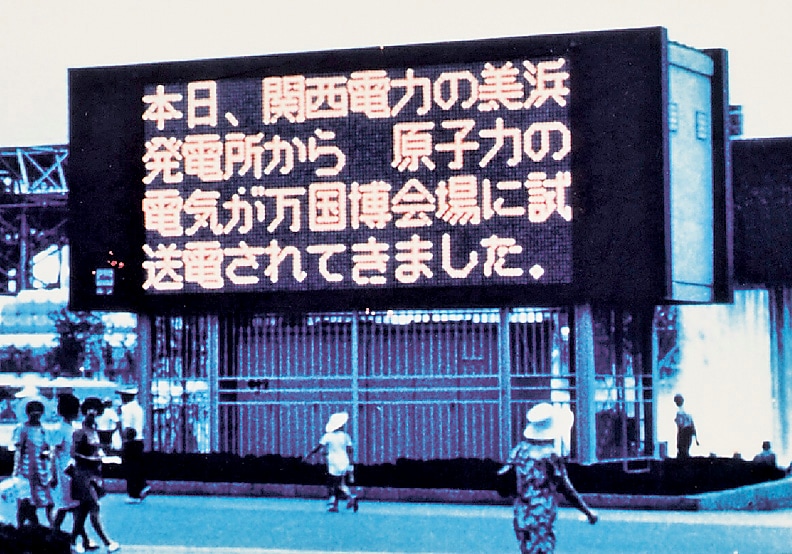 本日、関西電力の美浜
発電所から　原子力の
電気が万国博会場に試
送電されてきました。